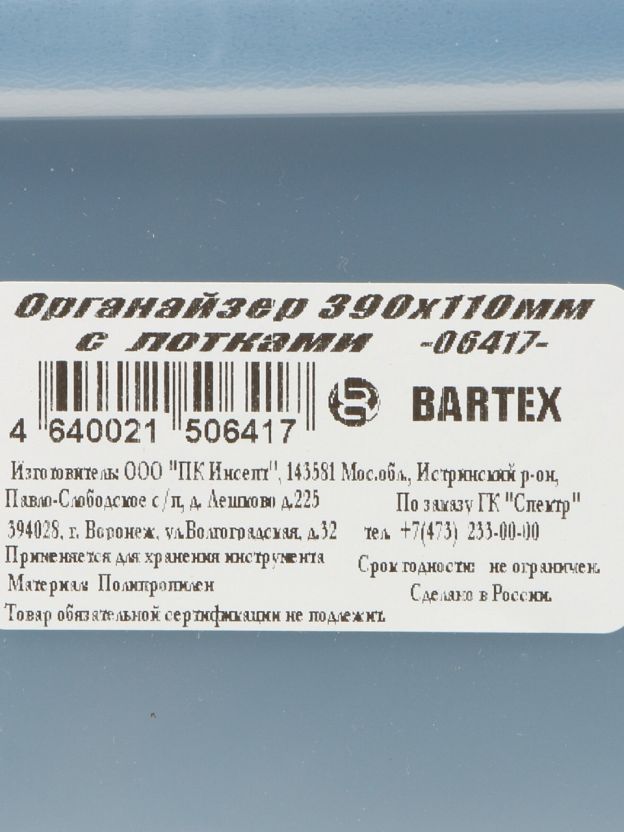 Органайзер 390х110мм
с лотками -06417-
BARTEX
4 640021 506417
Изготовитель: ООО "ПК Инсепт", 143581 Мос.обл., Истринский р-он,
Павло-Слободское с/п, д. Лешково д.225 По заказу ГК "Спектр"
394028, г. Воронеж, ул.Волгоградская, д.32 тел. +7(473) 233-00-00
Применяется для хранения инструмента
Срок годности: не ограничен.
Материал: Полипропилен
Сделано в России.
Товар обязательной сертификации не подлежит.